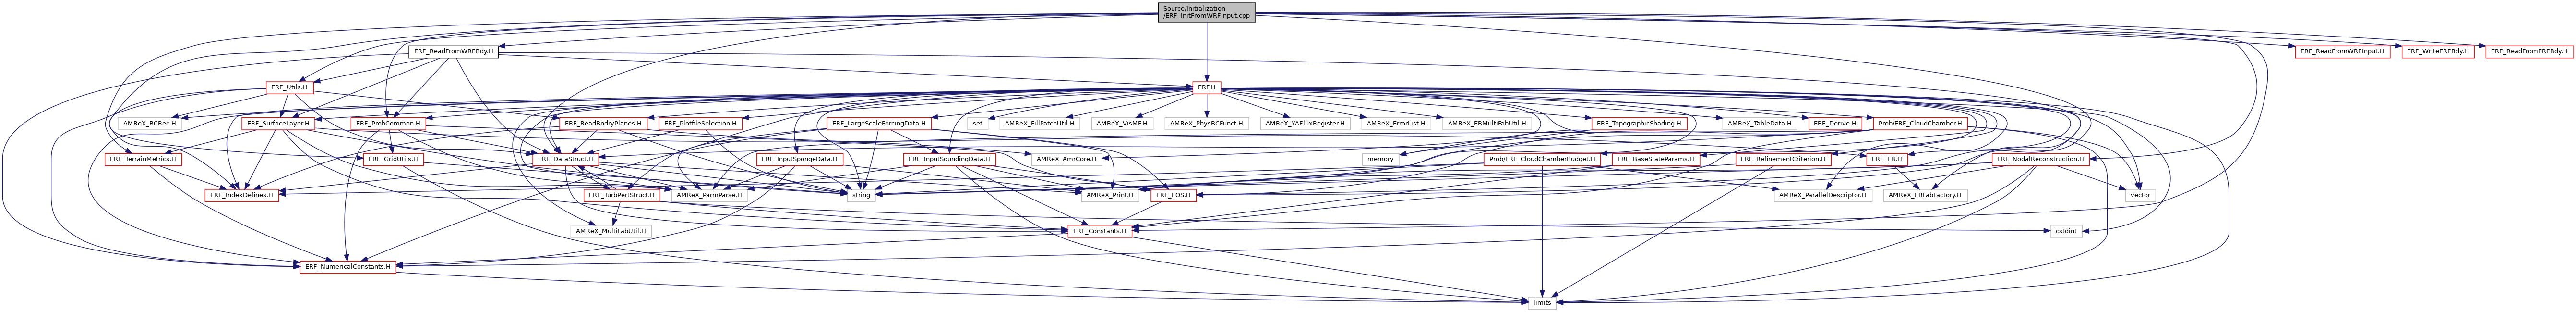 Source/Initialization
/ERF_InitFromWRFInput.cpp
ERF_ReadFromWRFBdy.H
ERF_ReadFromWRFInput.H
ERF_WriteERFBdy.H
ERF_ReadFromERFBdy.H
ERF_Utils.H
ERF.H
AMReX_BCRec.H
ERF_SurfaceLayer.H
ERF_ProbCommon.H
ERF_ReadBndryPlanes.H
ERF_PlotfileSelection.H
ERF_LargeScaleForcingData.H
set
AMReX_FillPatchUtil.H
AMReX_VisMF.H
AMReX_PhysBCFunct.H
AMReX_YAFluxRegister.H
AMReX_ErrorList.H
AMReX_EBMultiFabUtil.H
ERF_TopographicShading.H
AMReX_TableData.H
ERF_Derive.H
Prob/ERF_CloudChamber.H
ERF_TerrainMetrics.H
ERF_GridUtils.H
ERF_DataStruct.H
ERF_InputSpongeData.H
ERF_InputSoundingData.H
AMReX_AmrCore.H
memory
Prob/ERF_CloudChamberBudget.H
ERF_BaseStateParams.H
ERF_RefinementCriterion.H
ERF_EB.H
ERF_NodalReconstruction.H
ERF_IndexDefines.H
ERF_TurbPertStruct.H
AMReX_ParmParse.H
string
AMReX_Print.H
ERF_EOS.H
AMReX_ParallelDescriptor.H
AMReX_EBFabFactory.H
vector
AMReX_MultiFabUtil.H
ERF_Constants.H
cstdint
ERF_NumericalConstants.H
limits